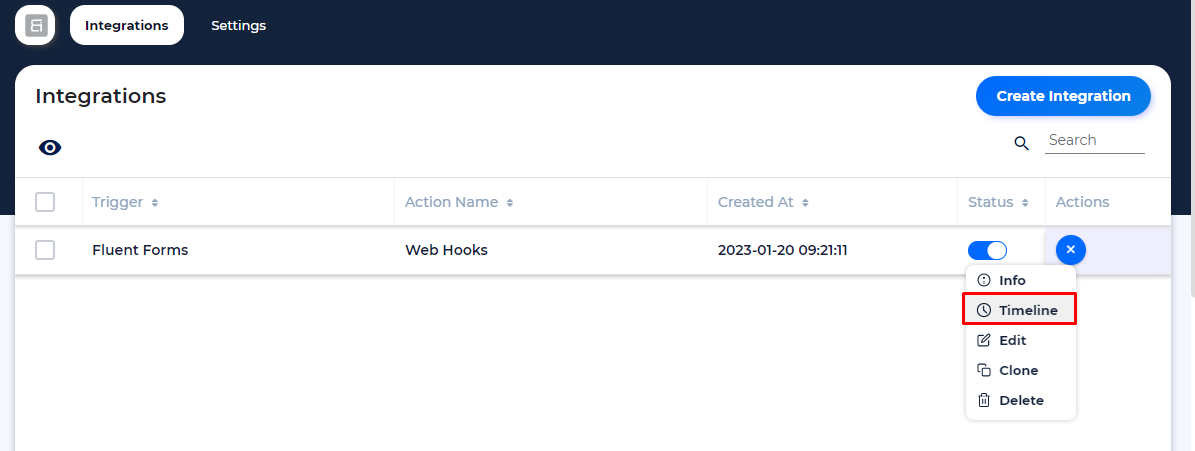 Integrations Settings
Integrations
Create Integration
Search
Trigger Action Name Created At Status Actions
Fluent Forms Web Hooks 2023-01-20 09:21:11
Info
Timeline
Edit
Clone
Delete